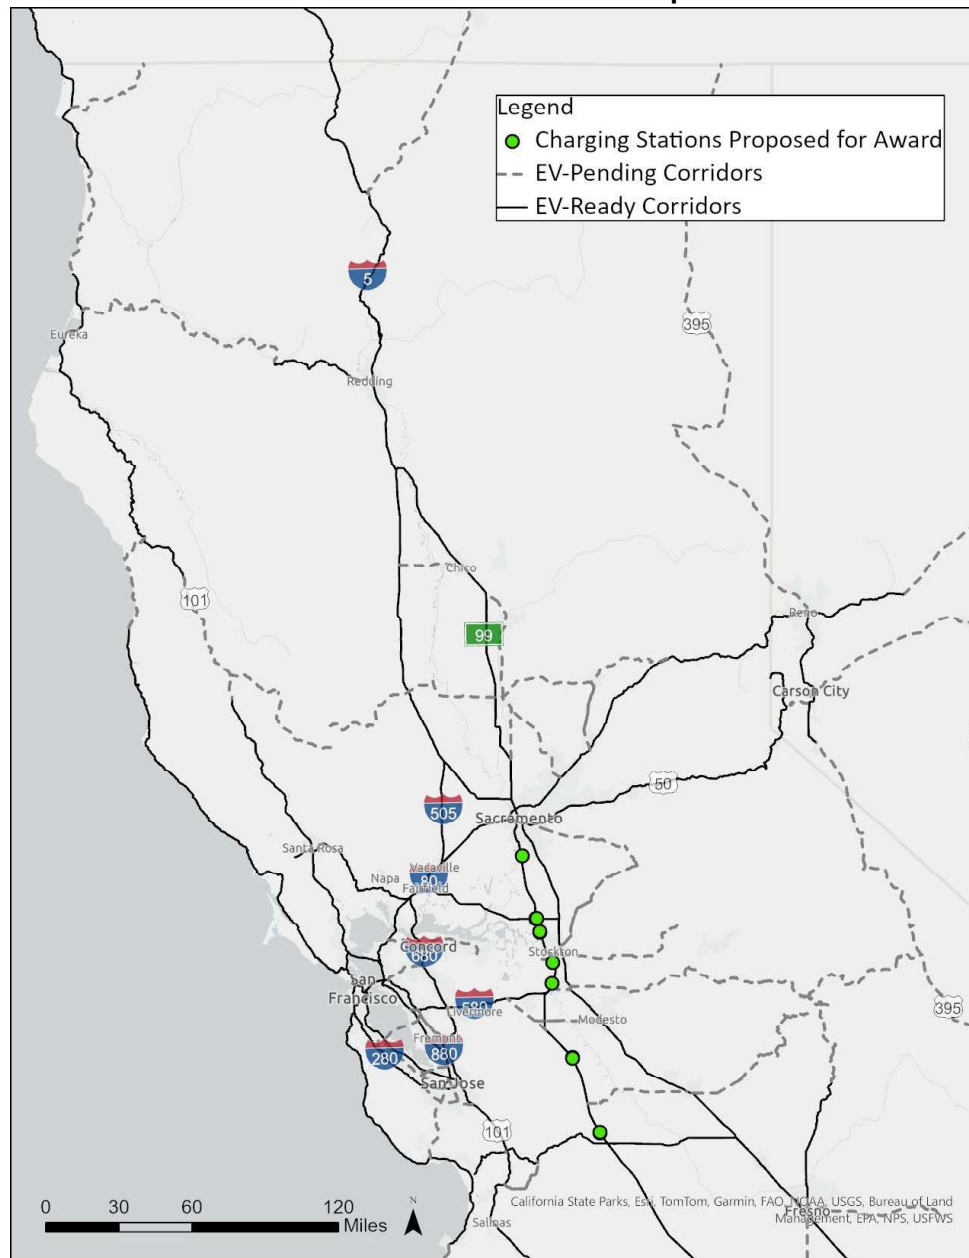 Legend
Charging Stations Proposed for Award
EV-Pending Corridors
EV-Ready Corridors
5
395
Eureka
Redding
Chico
101
99
Reno
Carson City
50
505
Sacramento
Santa Rosa
Vacaville
Napa
80
Fairfield
Concord
680
Stockton
San
Francisco
580
Livermore
Modesto
395
Fremont
280
880
San Jose
101
California State Parks, Esri, TomTom, Garmin, FAO, NOAA, USGS, Bureau of Land
Management, EPA, NPS, USFWS
Fresno
Salinas
0 30 60 120
Miles
N